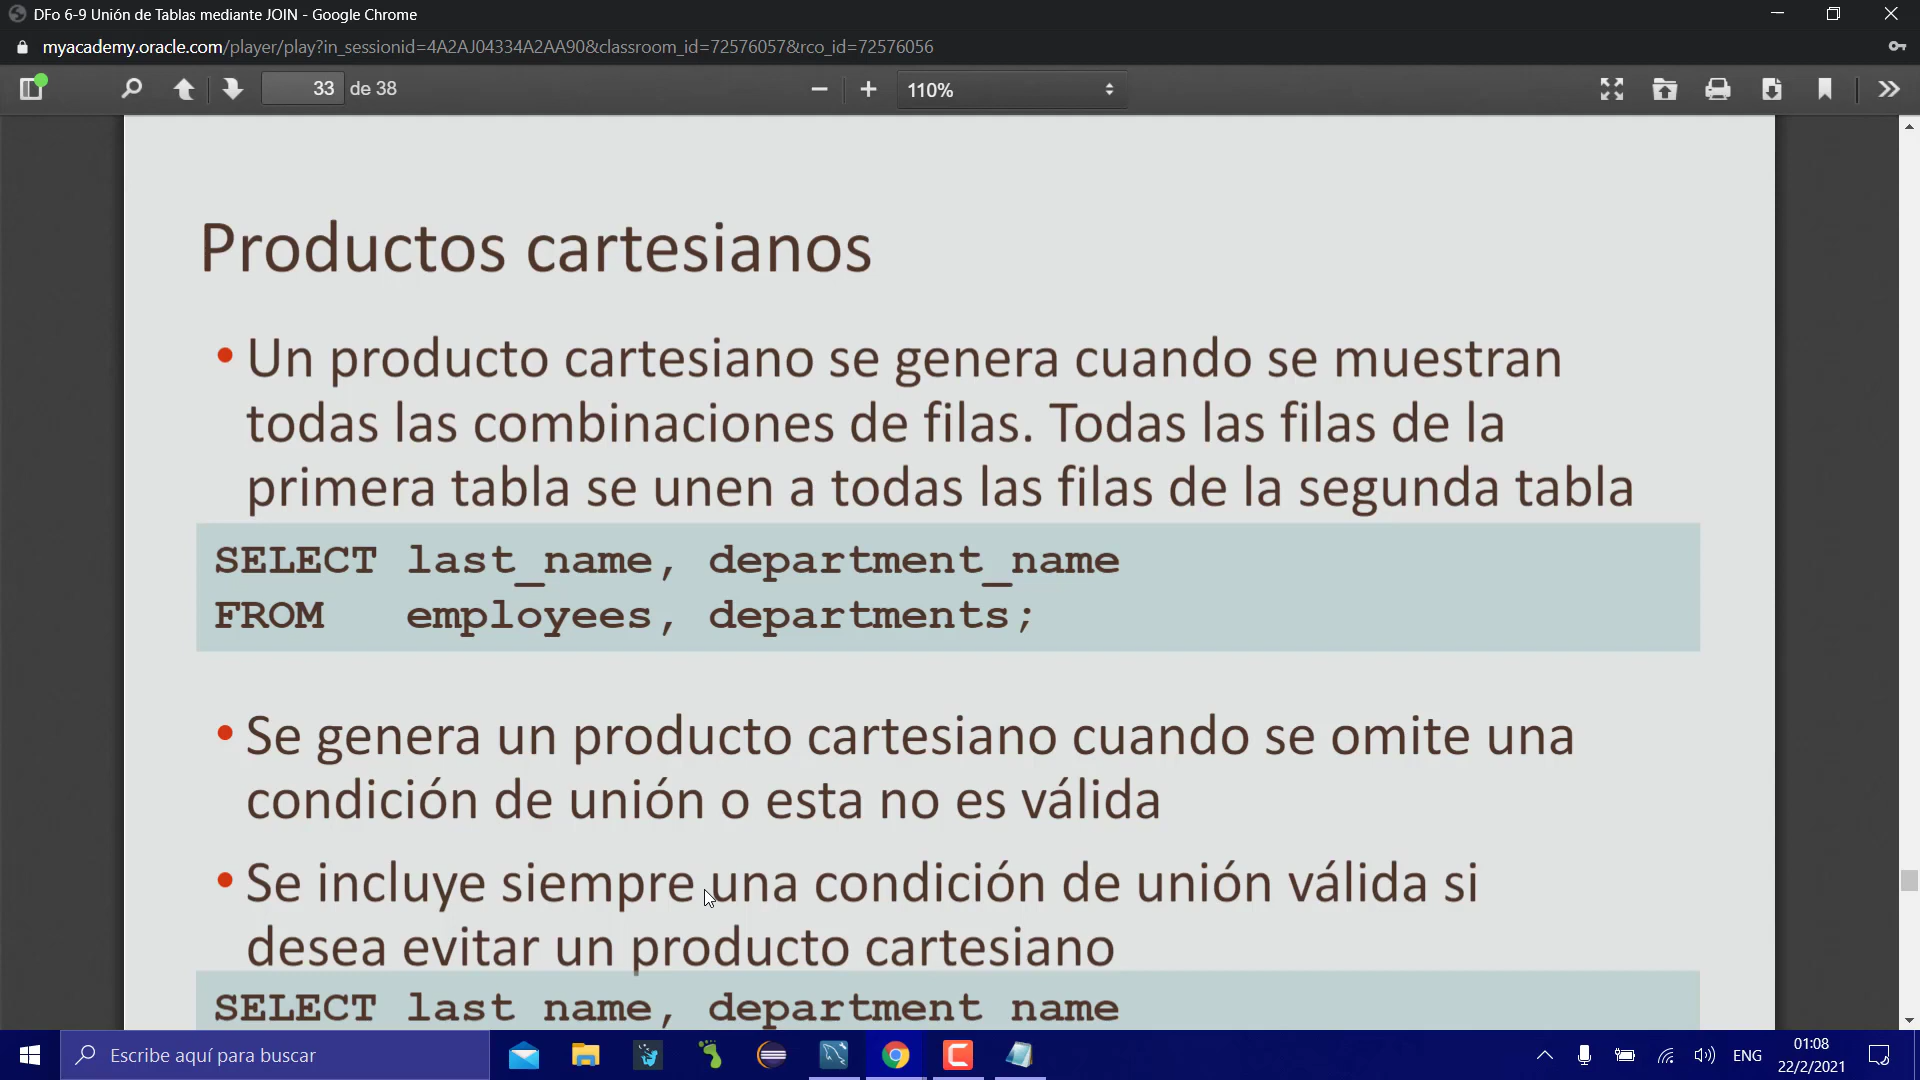 DFo 6-9 Unión de Tablas mediante JOIN - Google Chrome
myacademy.oracle.com/player/play?in_sessionid=4A2AJ04334A2AA90&classroom_id=72576057&rco_id=72576056
33 de 38
110%
Productos cartesianos
• Un producto cartesiano se genera cuando se muestran
todas las combinaciones de filas. Todas las filas de la
primera tabla se unen a todas las filas de la segunda tabla
SELECT last_name, department_name
FROM employees, departments;
• Se genera un producto cartesiano cuando se omite una
condición de unión o esta no es válida
• Se incluye siempre una condición de unión válida si
desea evitar un producto cartesiano
SELECT last name, department name
Escribe aquí para buscar
ENG
01:08
22/2/2021